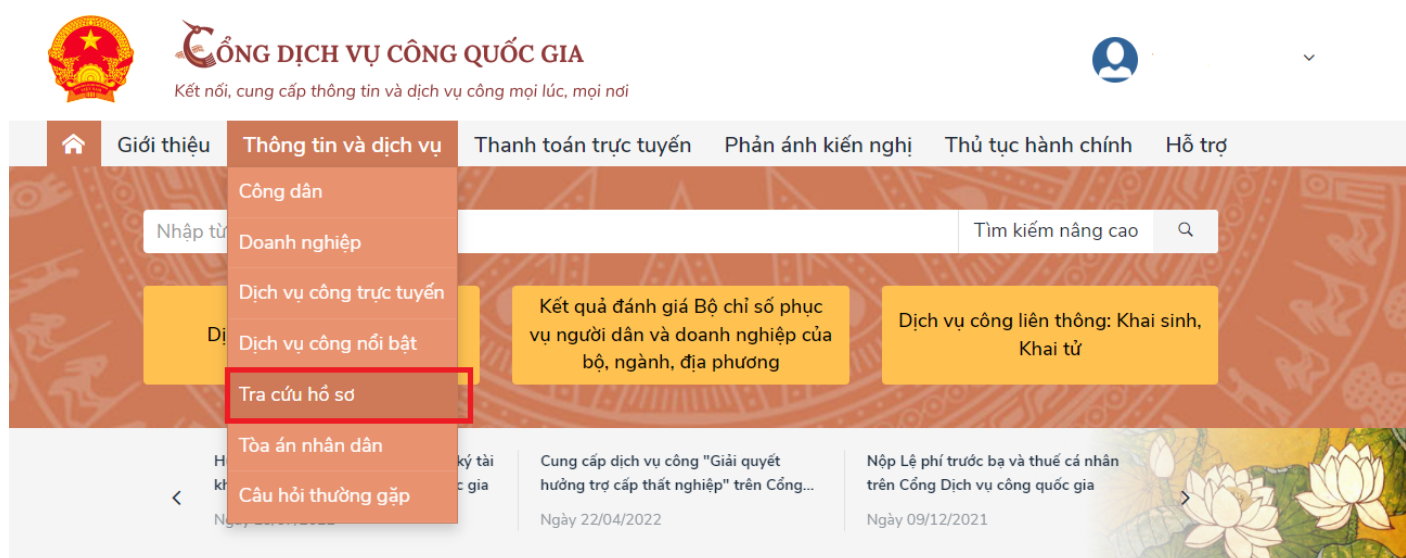 CỔNG DỊCH VỤ CÔNG QUỐC GIA
Kết nối, cung cấp thông tin và dịch vụ công mọi lúc, mọi nơi
Giới thiệu Thông tin và dịch vụ Thanh toán trực tuyến Phản ánh kiến nghị Thủ tục hành chính Hỗ trợ
Công dân
Doanh nghiệp
Dịch vụ công trực tuyến
Dịch vụ công nổi bật
Tra cứu hồ sơ
Tòa án nhân dân
Câu hỏi thường gặp
Nhập từ
Tìm kiếm nâng cao
Kết quả đánh giá Bộ chỉ số phục
vụ người dân và doanh nghiệp của
bộ, ngành, địa phương
Dịch vụ công liên thông: Khai sinh,
Khai tử
ký tài
gia
Cung cấp dịch vụ công "Giải quyết
hưởng trợ cấp thất nghiệp" trên Cổng...
Ngày 22/04/2022
Nộp Lệ phí trước bạ và thuế cá nhân
trên Cổng Dịch vụ công quốc gia
Ngày 09/12/2021